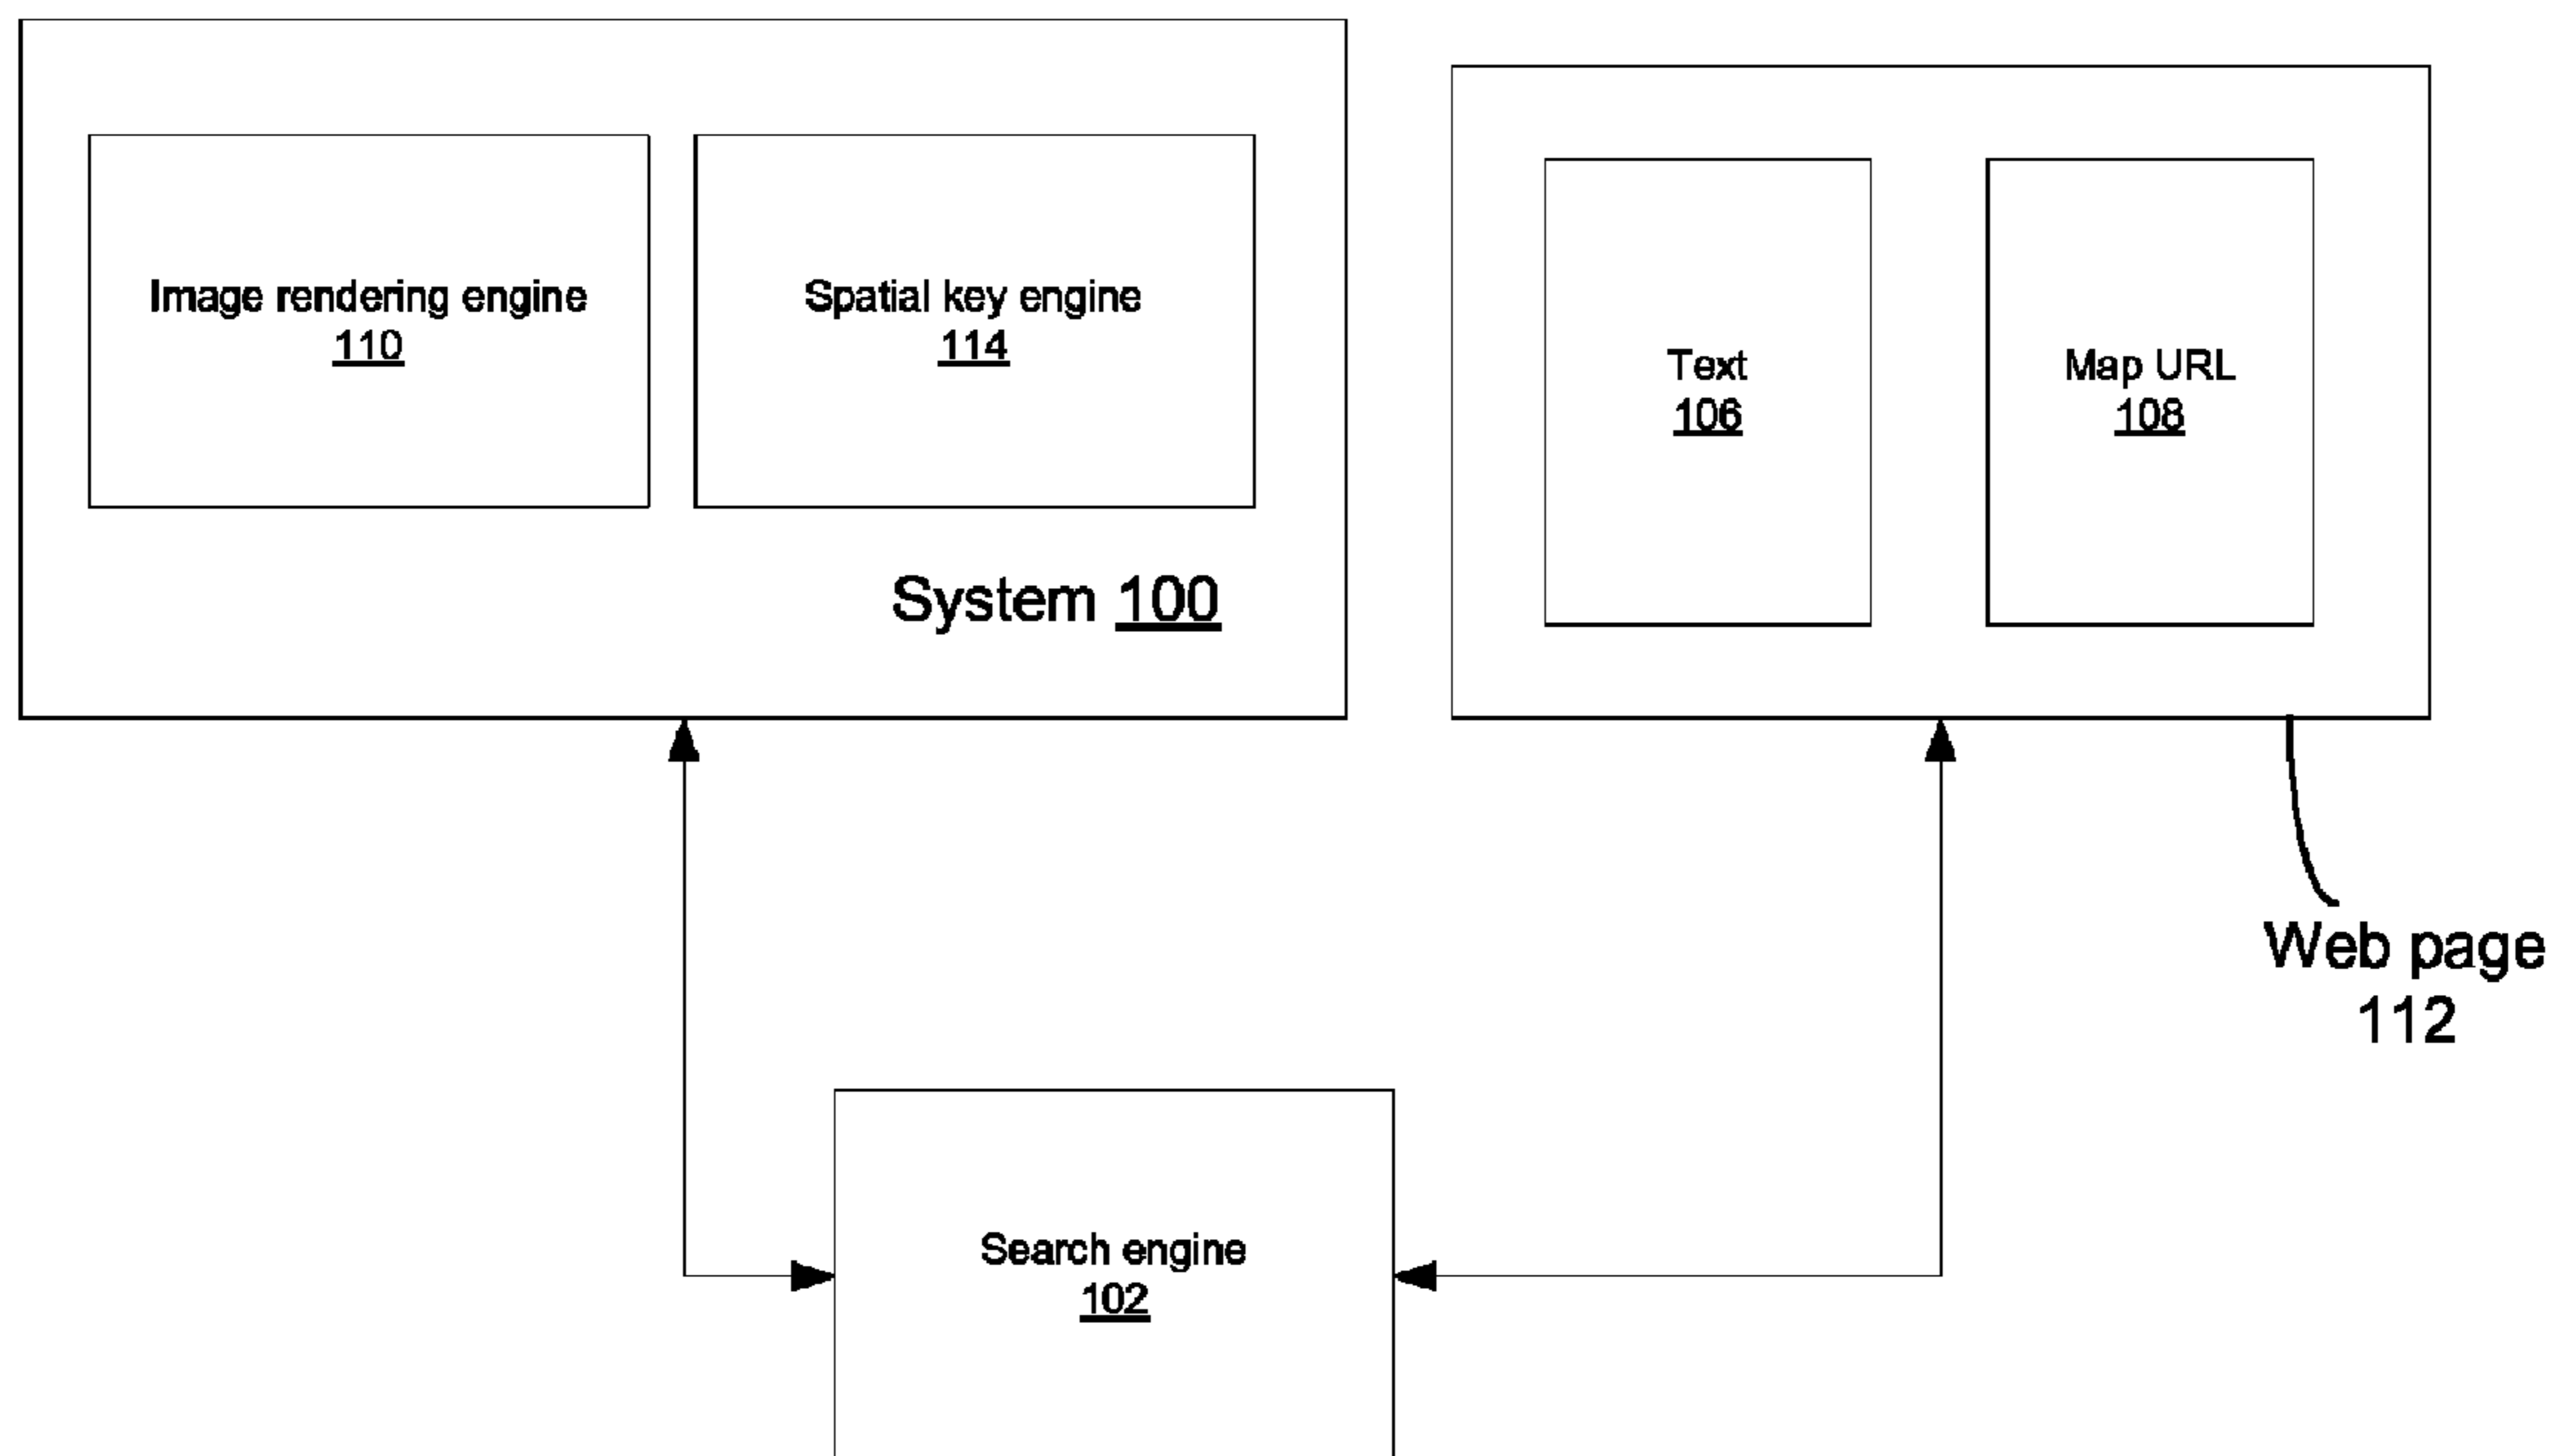 Image rendering engine
110
Spatial key engine
114
System 100
Text
106
Map URL
108
Web page
112
Search engine
102